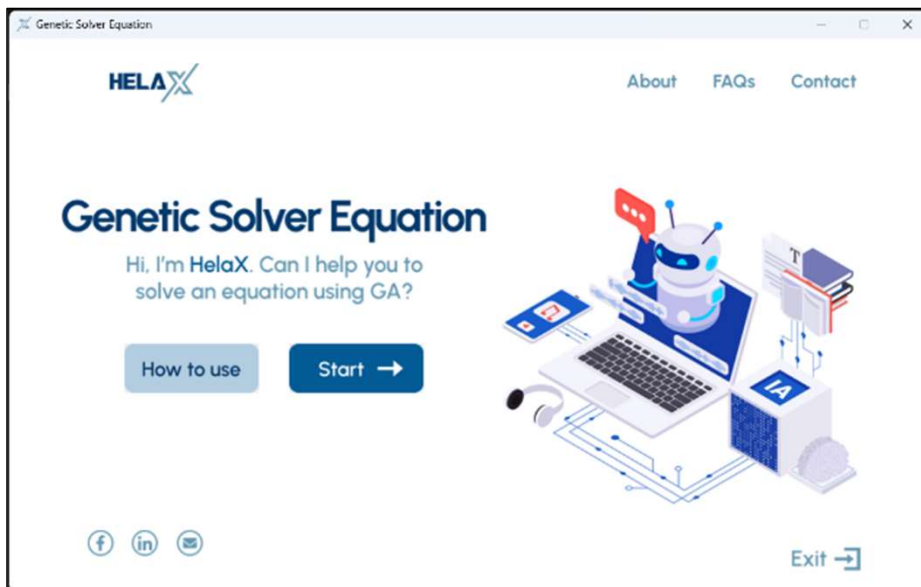 Genetic Solver Equation
HELAX
About FAQs Contact
Genetic Solver Equation
Hi, I'm HelaX. Can I help you to
solve an equation using GA?
How to use
Start
T
IA
f
in
Exit